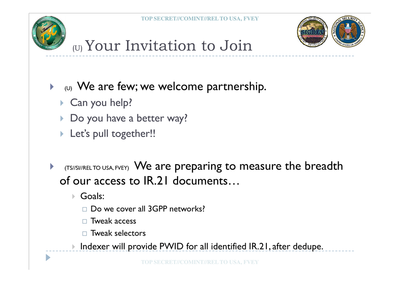 TOP SECRET//COMINT//REL TO USA, FVEY
(U) Your Invitation to Join
(U) We are few; we welcome partnership.
Can you help?
Do you have a better way?
Let's pull together!!
(TS//SI//REL TO USA, FVEY) We are preparing to measure the breadth
of our access to IR.21 documents…
Goals:
Do we cover all 3GPP networks?
Tweak access
Tweak selectors
Indexer will provide PWID for all identified IR.21, after dedupe.
TOP SECRET//COMINT//REL TO USA, FVEY